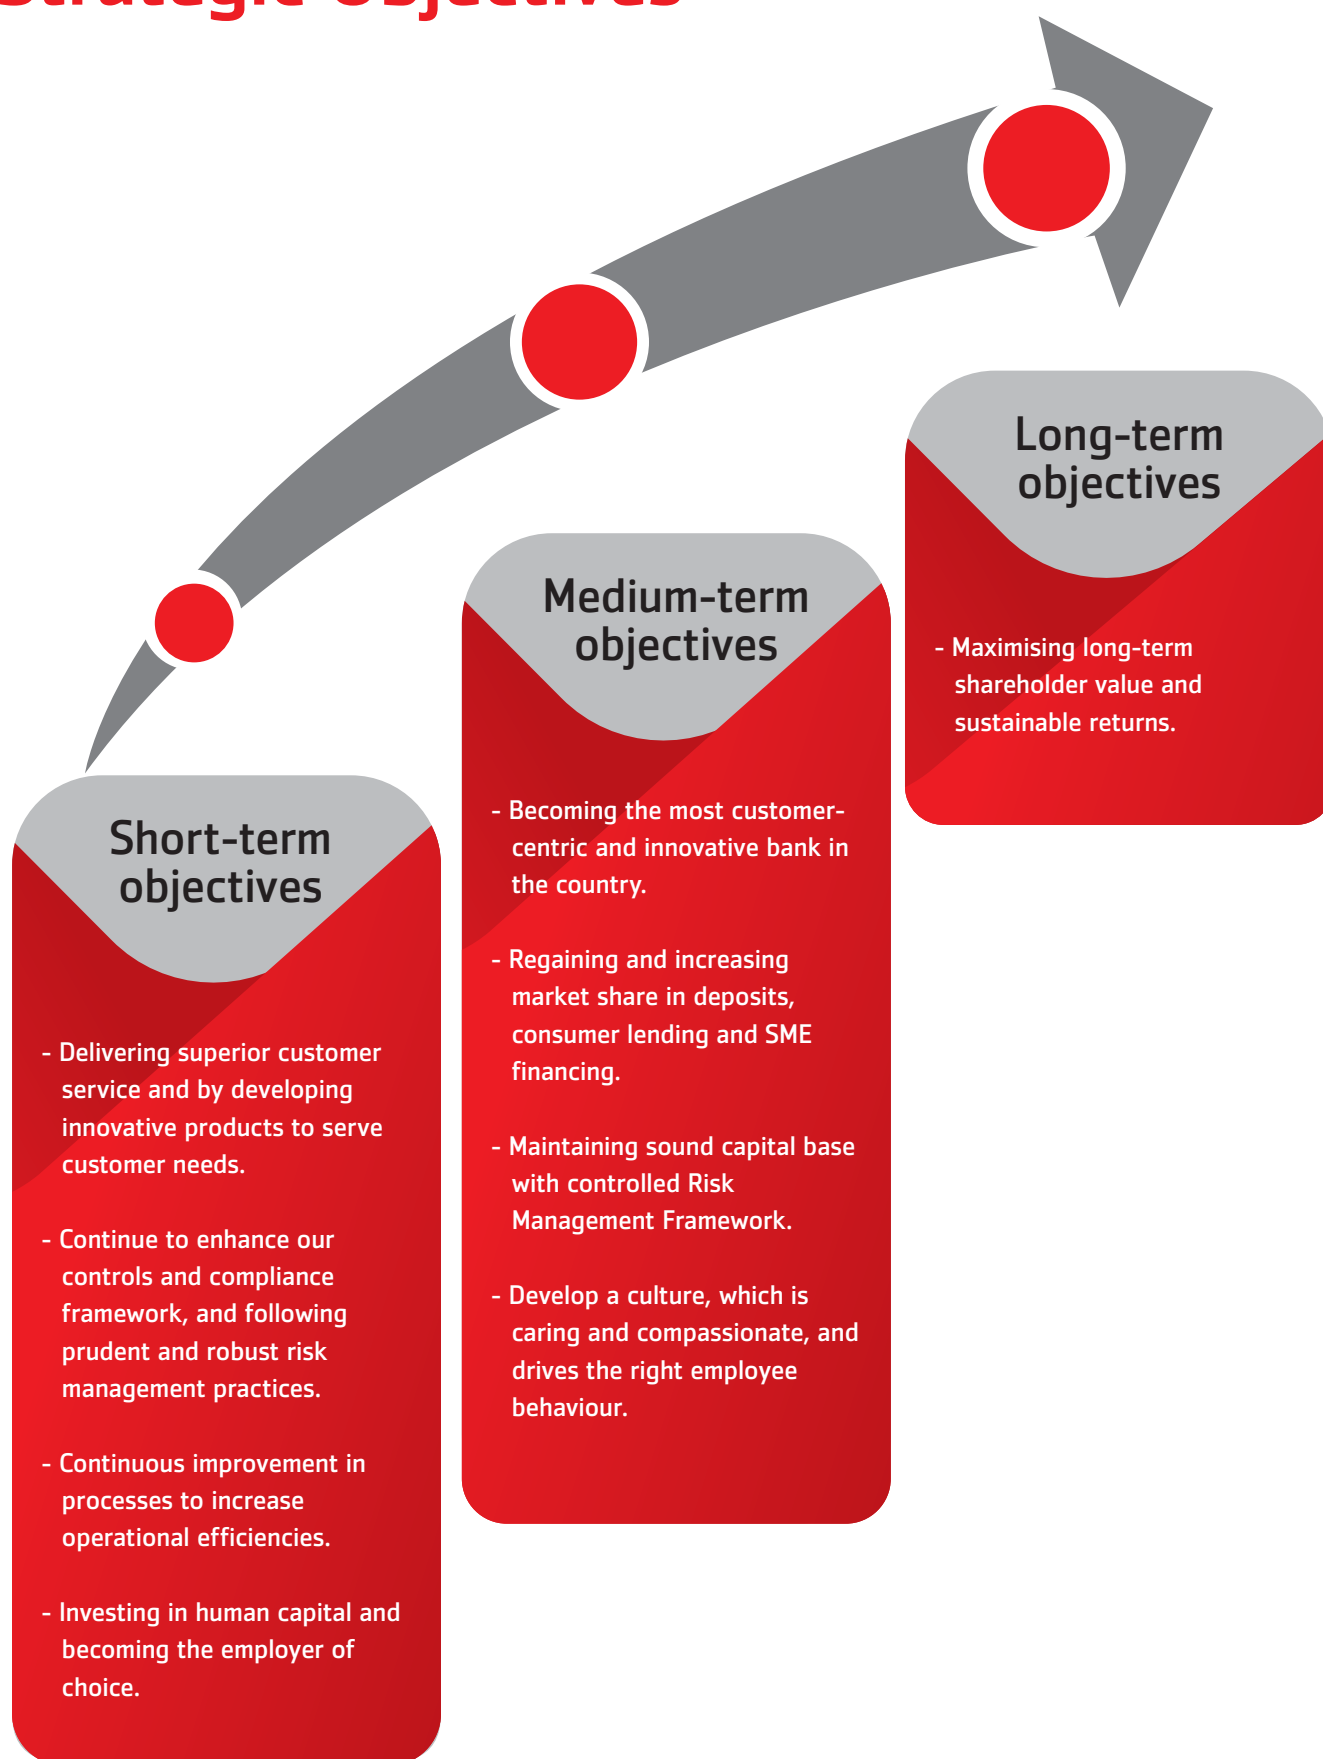 Strategic Objectives
Short-term
objectives
- Delivering superior customer
service and by developing
innovative products to serve
customer needs.
- Continue to enhance our
controls and compliance
framework, and following
prudent and robust risk
management practices.
- Continuous improvement in
processes to increase
operational efficiencies.
- Investing in human capital and
becoming the employer of
choice.
Medium-term
objectives
- Becoming the most customer-
centric and innovative bank in
the country.
- Regaining and increasing
market share in deposits,
consumer lending and SME
financing.
- Maintaining sound capital base
with controlled Risk
Management Framework.
- Develop a culture, which is
caring and compassionate, and
drives the right employee
behaviour.
Long-term
objectives
- Maximising long-term
shareholder value and
sustainable returns.